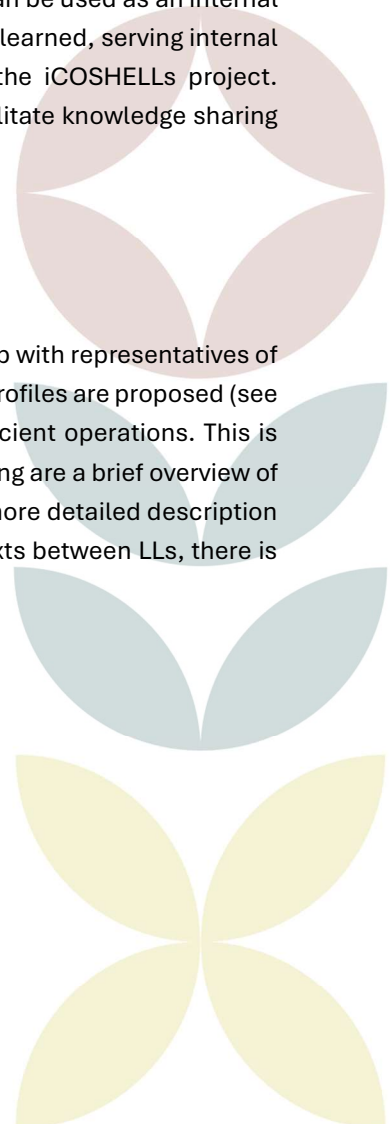 an be used as an internal
learned, serving internal
the iCOSHELLs project.
litate knowledge sharing
with representatives of
rofiles are proposed (see
cient operations. This is
ng are a brief overview of
more detailed description
xts between LLs, there is